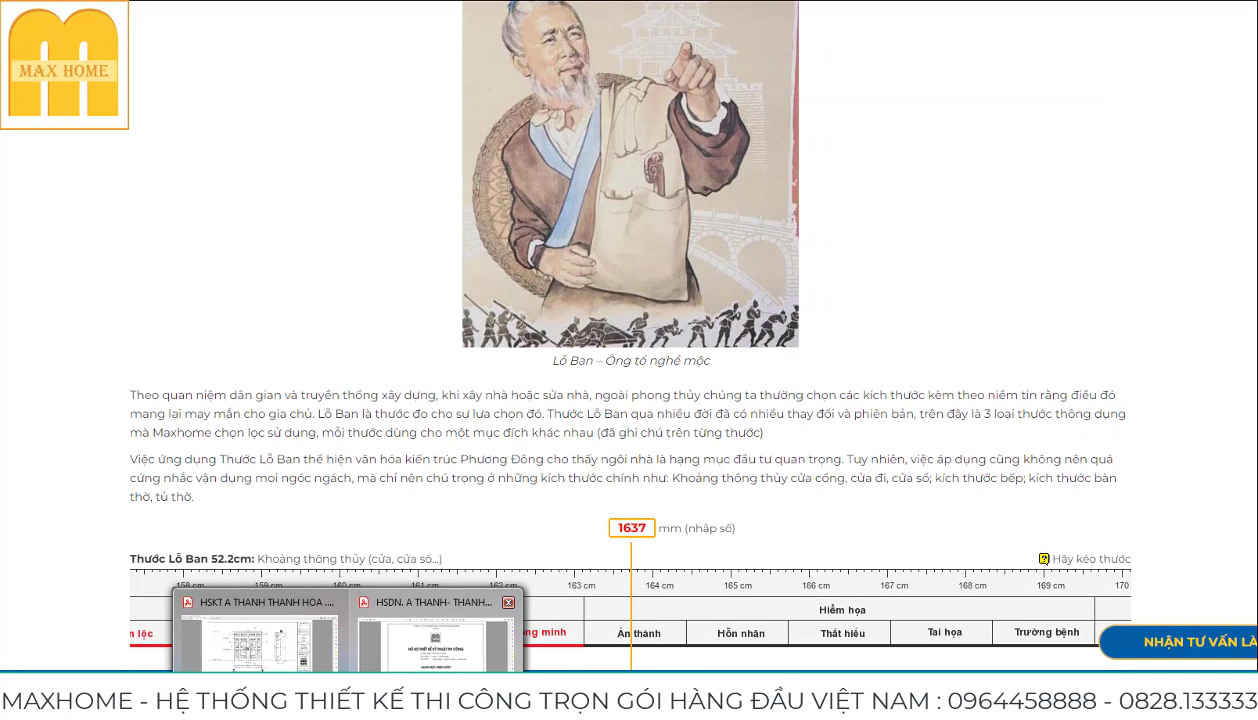 MAX HOME
Lỗ Ban – Ông tổ nghề mộc
Theo quan niệm dân gian và truyền thống xây dựng, khi xây nhà hoặc sửa nhà, ngoài phong thủy chúng ta thường chọn các kích thước kèm theo niềm tin rằng điều đó
mang lại may mắn cho gia chủ. Lỗ Ban là thước đo cho sự lựa chọn đó. Thước Lỗ Ban qua nhiều đời đã có nhiều thay đổi và phiên bản, trên đây là 3 loại thước thông dụng
mà Maxhome chọn lọc sử dụng, mỗi thước dùng cho một mục đích khác nhau (đã ghi chú trên từng thước)
Việc ứng dụng Thước Lỗ Ban thể hiện văn hóa kiến trúc Phương Đông cho thấy ngôi nhà là hạng mục đầu tư quan trọng. Tuy nhiên, việc áp dụng cũng không nên quá
cứng nhắc vận dụng mọi ngóc ngách, mà chỉ nên chú trọng ở những kích thước chính như: Khoảng thông thủy cửa cổng, cửa đi, cửa sổ; kích thước bếp; kích thước bàn
thờ, tủ thờ.
1637 mm (nhập số)
Thước Lỗ Ban 52.2cm: Khoảng thông thủy (cửa, cửa sổ...) ? Hãy kéo thước
158 cm 159 cm 160 cm 161 cm 162 cm 163 cm 164 cm 165 cm 166 cm 167 cm 168 cm 169 cm 170
HSKT A THANH THANH HOA .... HSDN. A THANH- THANH...
Hiểm họa
n lộc ông minh Án thành Hỗn nhân Thất hiếu Tai họa Trường bệnh
HỒ SƠ THIẾT KẾ KỸ THUẬT THI CÔNG
NHẬN TƯ VẤN LÀ
MAXHOME - HỆ THỐNG THIẾT KẾ THI CÔNG TRỌN GÓI HÀNG ĐẦU VIỆT NAM : 0964458888 - 0828.133333